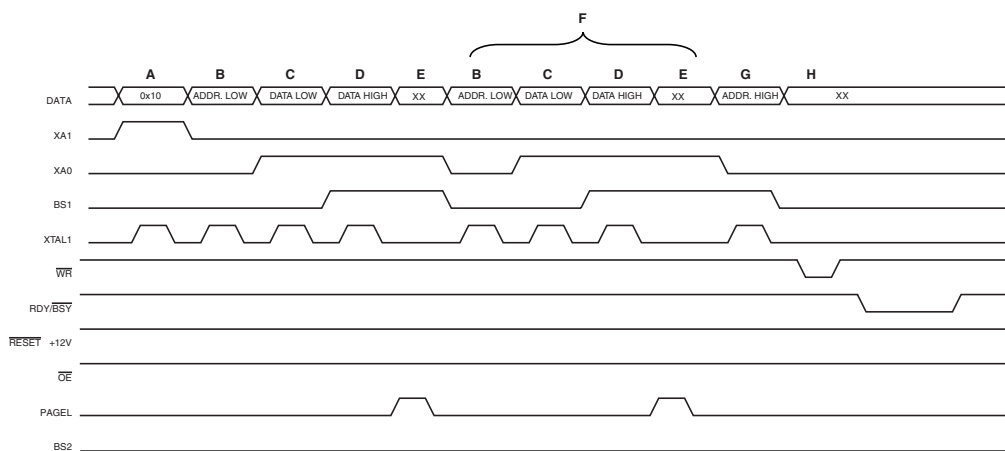 F
A B C D E B C D E G H
DATA 0x10 ADDR. LOW DATA LOW DATA HIGH XX ADDR. LOW DATA LOW DATA HIGH XX ADDR. HIGH XX
XA1
XA0
BS1
XTAL1
WR
RDY/BSY
RESET +12V
OE
PAGEL
BS2